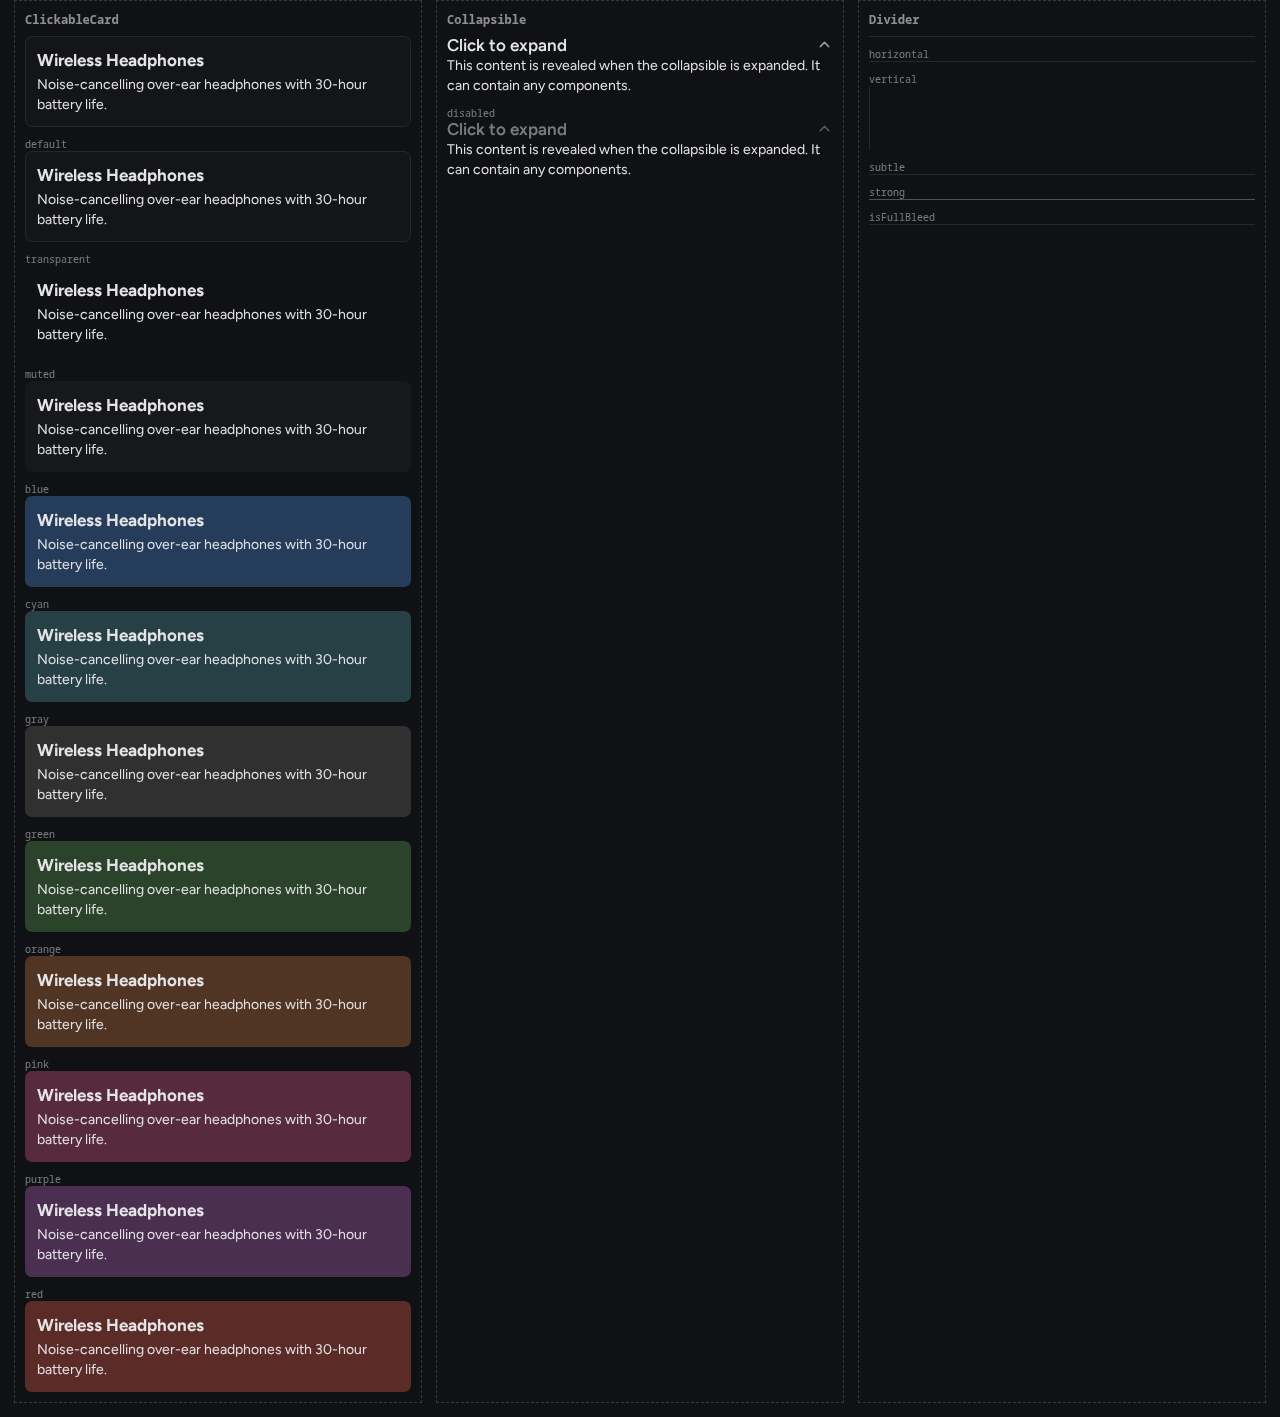 ClickableCard
Wireless Headphones
Noise-cancelling over-ear headphones with 30-hour
battery life.
default
Wireless Headphones
Noise-cancelling over-ear headphones with 30-hour
battery life.
transparent
Wireless Headphones
Noise-cancelling over-ear headphones with 30-hour
battery life.
muted
Wireless Headphones
Noise-cancelling over-ear headphones with 30-hour
battery life.
blue
Wireless Headphones
Noise-cancelling over-ear headphones with 30-hour
battery life.
cyan
Wireless Headphones
Noise-cancelling over-ear headphones with 30-hour
battery life.
gray
Wireless Headphones
Noise-cancelling over-ear headphones with 30-hour
battery life.
green
Wireless Headphones
Noise-cancelling over-ear headphones with 30-hour
battery life.
orange
Wireless Headphones
Noise-cancelling over-ear headphones with 30-hour
battery life.
pink
Wireless Headphones
Noise-cancelling over-ear headphones with 30-hour
battery life.
purple
Wireless Headphones
Noise-cancelling over-ear headphones with 30-hour
battery life.
red
Wireless Headphones
Noise-cancelling over-ear headphones with 30-hour
battery life.
Collapsible
Click to expand
This content is revealed when the collapsible is expanded. It
can contain any components.
disabled
Click to expand
This content is revealed when the collapsible is expanded. It
can contain any components.
Divider
horizontal
vertical
subtle
strong
isFullBleed